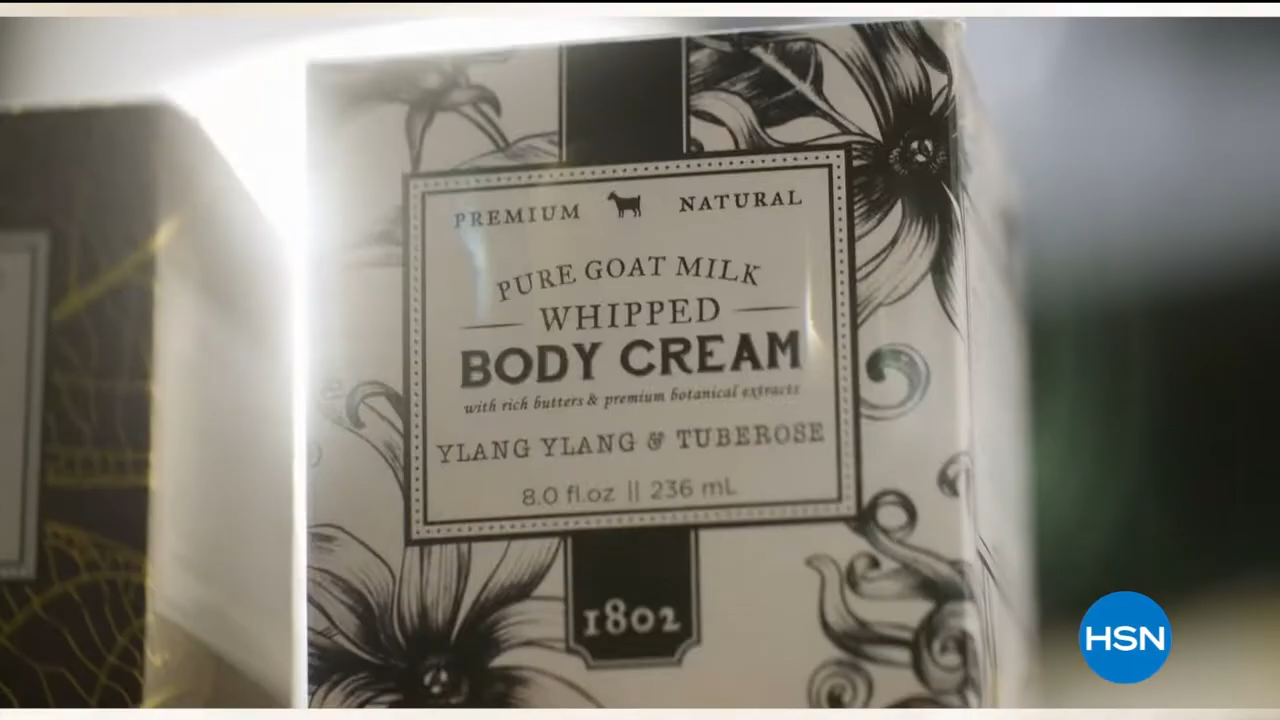 PREMIUM NATURAL
PURE GOAT MILK
WHIPPED
BODY CREAM
with rich butters & premium botanical extracts
YLANG YLANG & TUBEROSE
8.0 fl.oz || 236 mL
1802
HSN